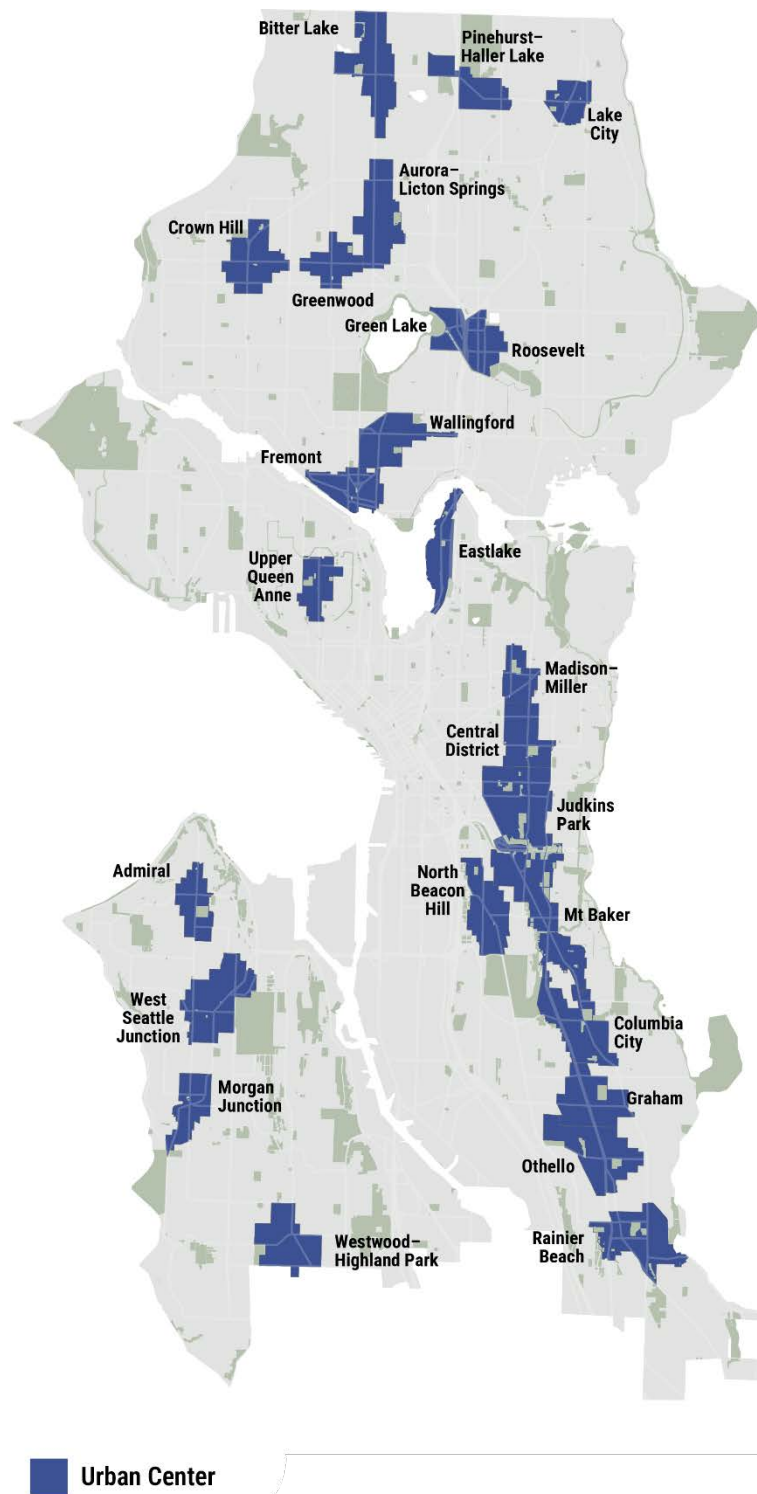 Bitter Lake
Pinehurst–
Haller Lake
Lake
City
Aurora–
Licton Springs
Crown Hill
Greenwood
Green Lake
Roosevelt
Wallingford
Fremont
Eastlake
Upper
Queen
Anne
Madison–
Miller
Central
District
Judkins
Park
Admiral
North
Beacon
Hill
Mt Baker
West
Seattle
Junction
Columbia
City
Morgan
Junction
Graham
Othello
Westwood–
Highland Park
Rainier
Beach
Urban Center